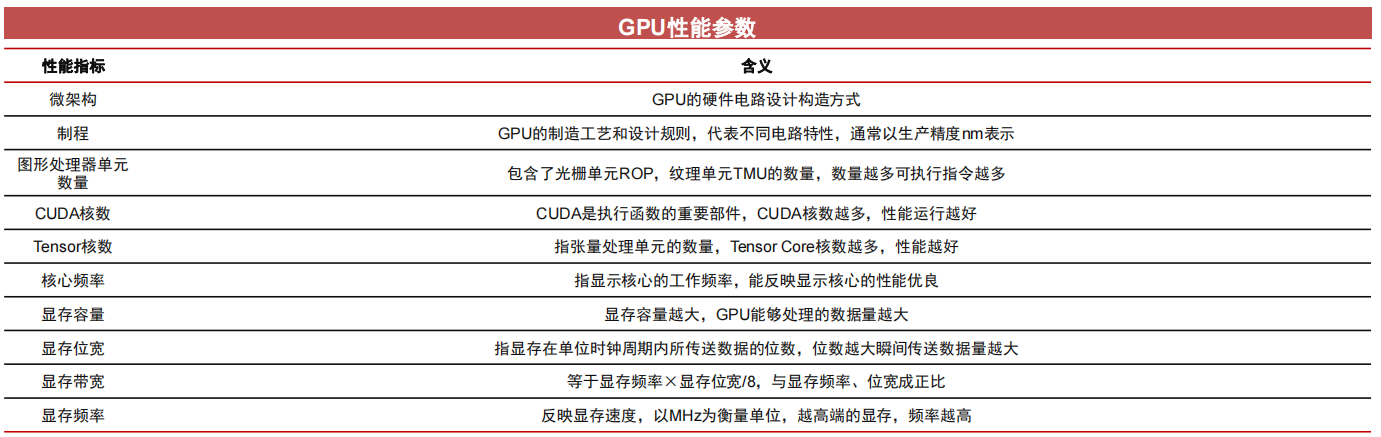 GPU性能参数
性能指标 含义
微架构 GPU的硬件电路设计构造方式
制程 GPU的制造工艺和设计规则，代表不同电路特性，通常以生产精度nm表示
图形处理器单元
数量 包含了光栅单元ROP，纹理单元TMU的数量，数量越多可执行指令越多
CUDA核数 CUDA是执行函数的重要部件，CUDA核数越多，性能运行越好
Tensor核数 指张量处理单元的数量，Tensor Core核数越多，性能越好
核心频率 指显示核心的工作频率，能反映显示核心的性能优良
显存容量 显存容量越大，GPU能够处理的数据量越大
显存位宽 指显存在单位时钟周期内所传送数据的位数，位数越大瞬间传送数据量越大
显存带宽 等于显存频率×显存位宽/8，与显存频率、位宽成正比
显存频率 反映显存速度，以MHz为衡量单位，越高端的显存，频率越高